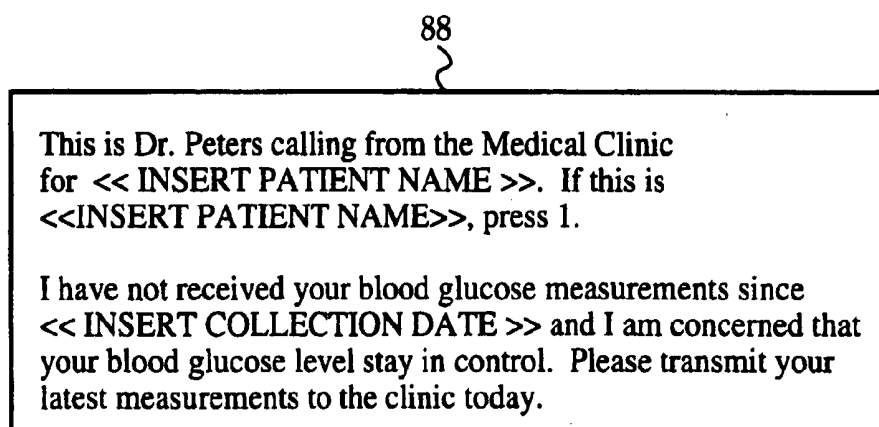 88
This is Dr. Peters calling from the Medical Clinic
for << INSERT PATIENT NAME >>. If this is
<<INSERT PATIENT NAME>>, press 1.
I have not received your blood glucose measurements since
<< INSERT COLLECTION DATE >> and I am concerned that
your blood glucose level stay in control. Please transmit your
latest measurements to the clinic today.